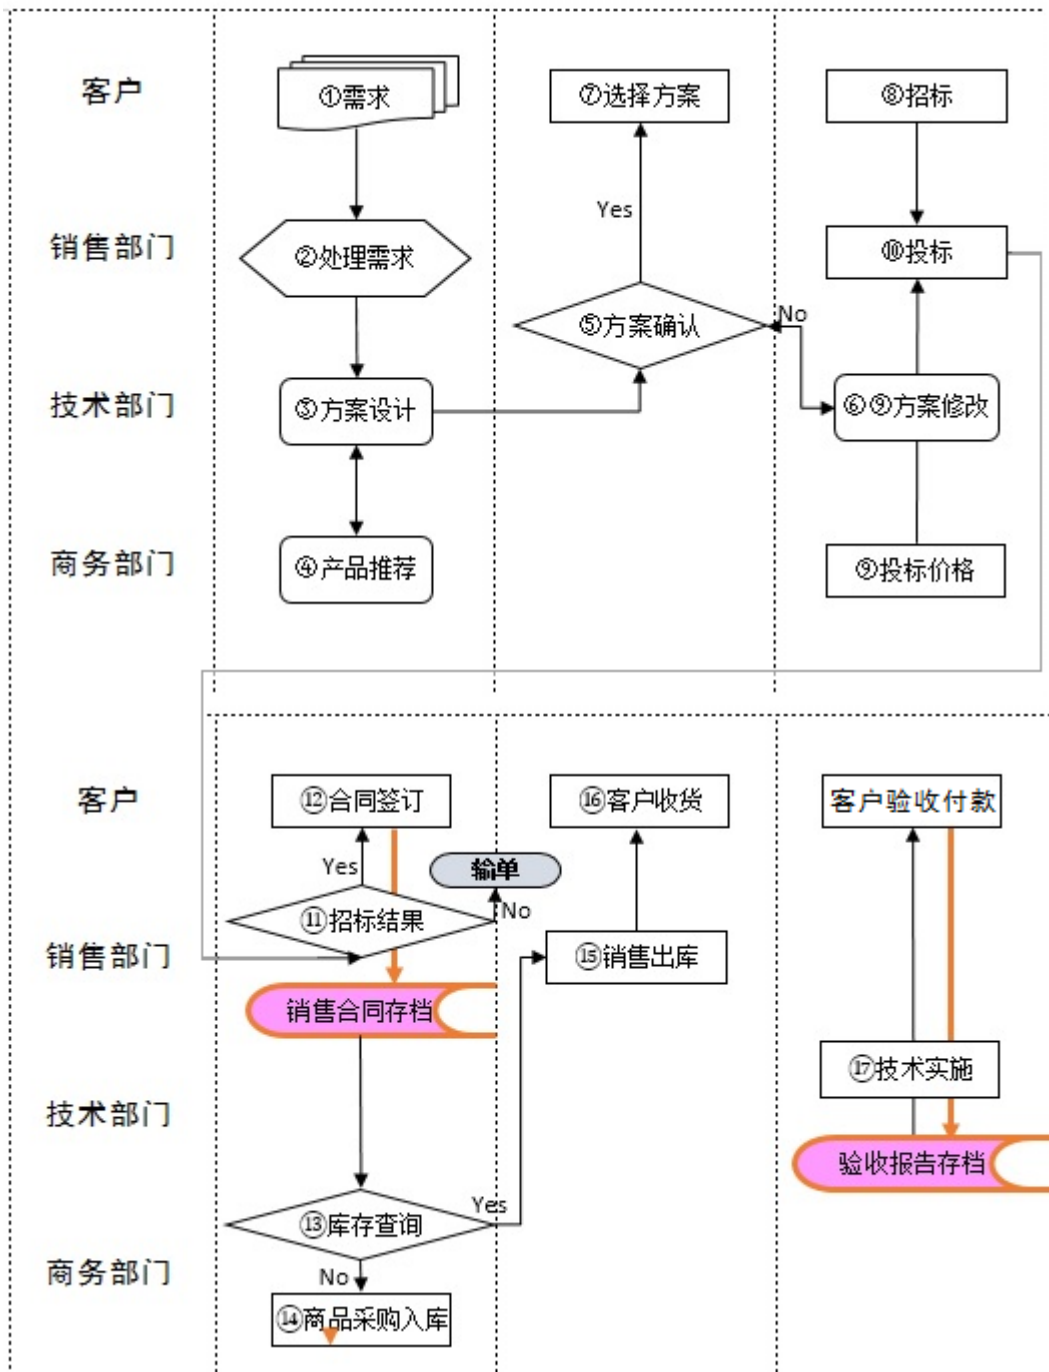 客户
①需求
⑦选择方案
⑧招标
Yes
销售部门
②处理需求
⑩投标
⑤方案确认
No
技术部门
③方案设计
⑥⑨方案修改
商务部门
④产品推荐
⑨投标价格
客户
⑫合同签订
⑯客户收货
客户验收付款
Yes
输单
⑪招标结果
No
销售部门
⑮销售出库
销售合同存档
⑰技术实施
技术部门
验收报告存档
Yes
⑬库存查询
商务部门
No
⑭商品采购入库